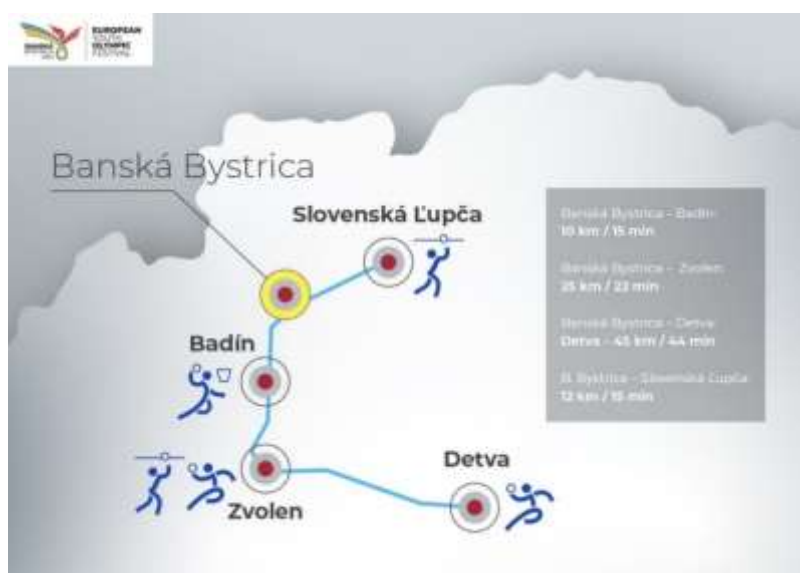 EUROPEAN
YOUTH
OLYMPIC
FESTIVAL
Banská Bystrica
Slovenská Ľupča
Badín
Zvolen
Detva
Banská Bystrica – Badín:
10 km / 15 min
Banská Bystrica – Zvolen:
25 km / 23 min
Banská Bystrica – Detva:
Detva – 45 km / 44 min
B. Bystrica – Slovenská Ľupča:
12 km / 15 min